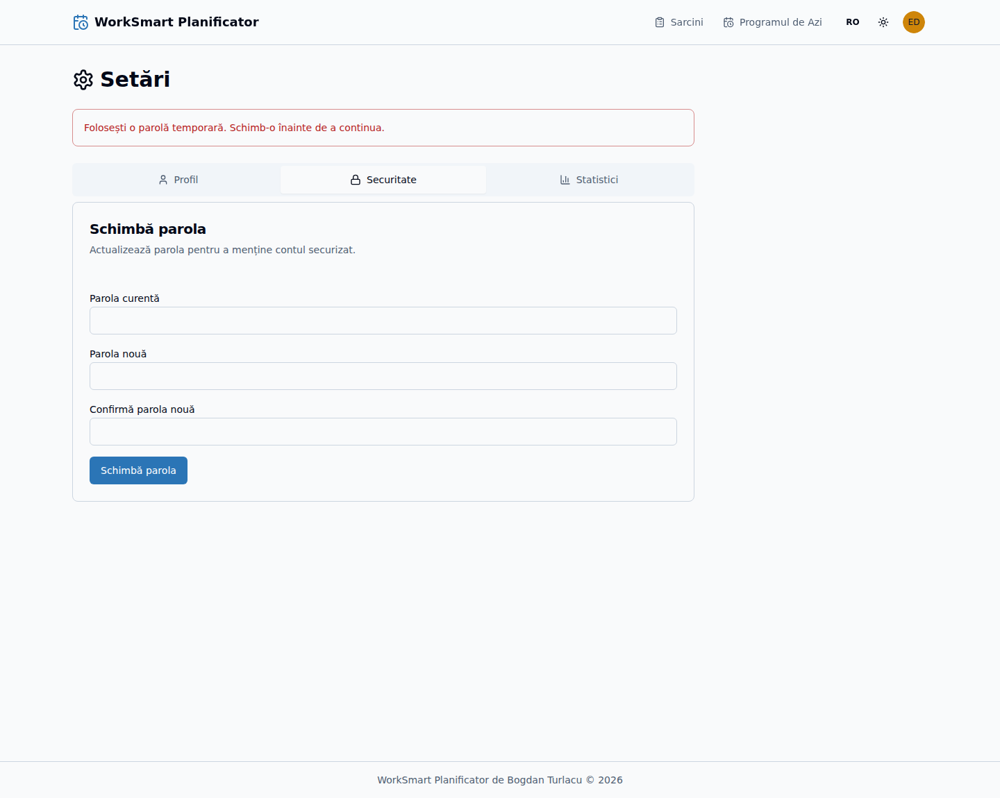 WorkSmart Planificator
Sarcini
Programul de Azi
RO
ED
Setări
Folosești o parolă temporară. Schimb-o înainte de a continua.
Profil
Securitate
Statistici
Schimbă parola
Actualizează parola pentru a menține contul securizat.
Parola curentă
Parola nouă
Confirmă parola nouă
Schimbă parola
WorkSmart Planificator de Bogdan Turlacu © 2026